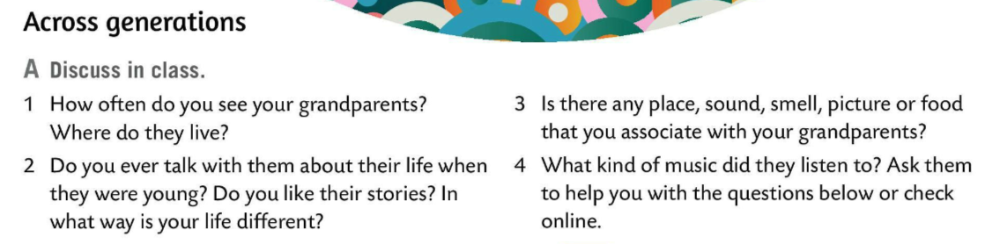 Across generations
A Discuss in class.
1 How often do you see your grandparents?
Where do they live?
2 Do you ever talk with them about their life when
they were young? Do you like their stories? In
what way is your life different?
3 Is there any place, sound, smell, picture or food
that you associate with your grandparents?
4 What kind of music did they listen to? Ask them
to help you with the questions below or check
online.